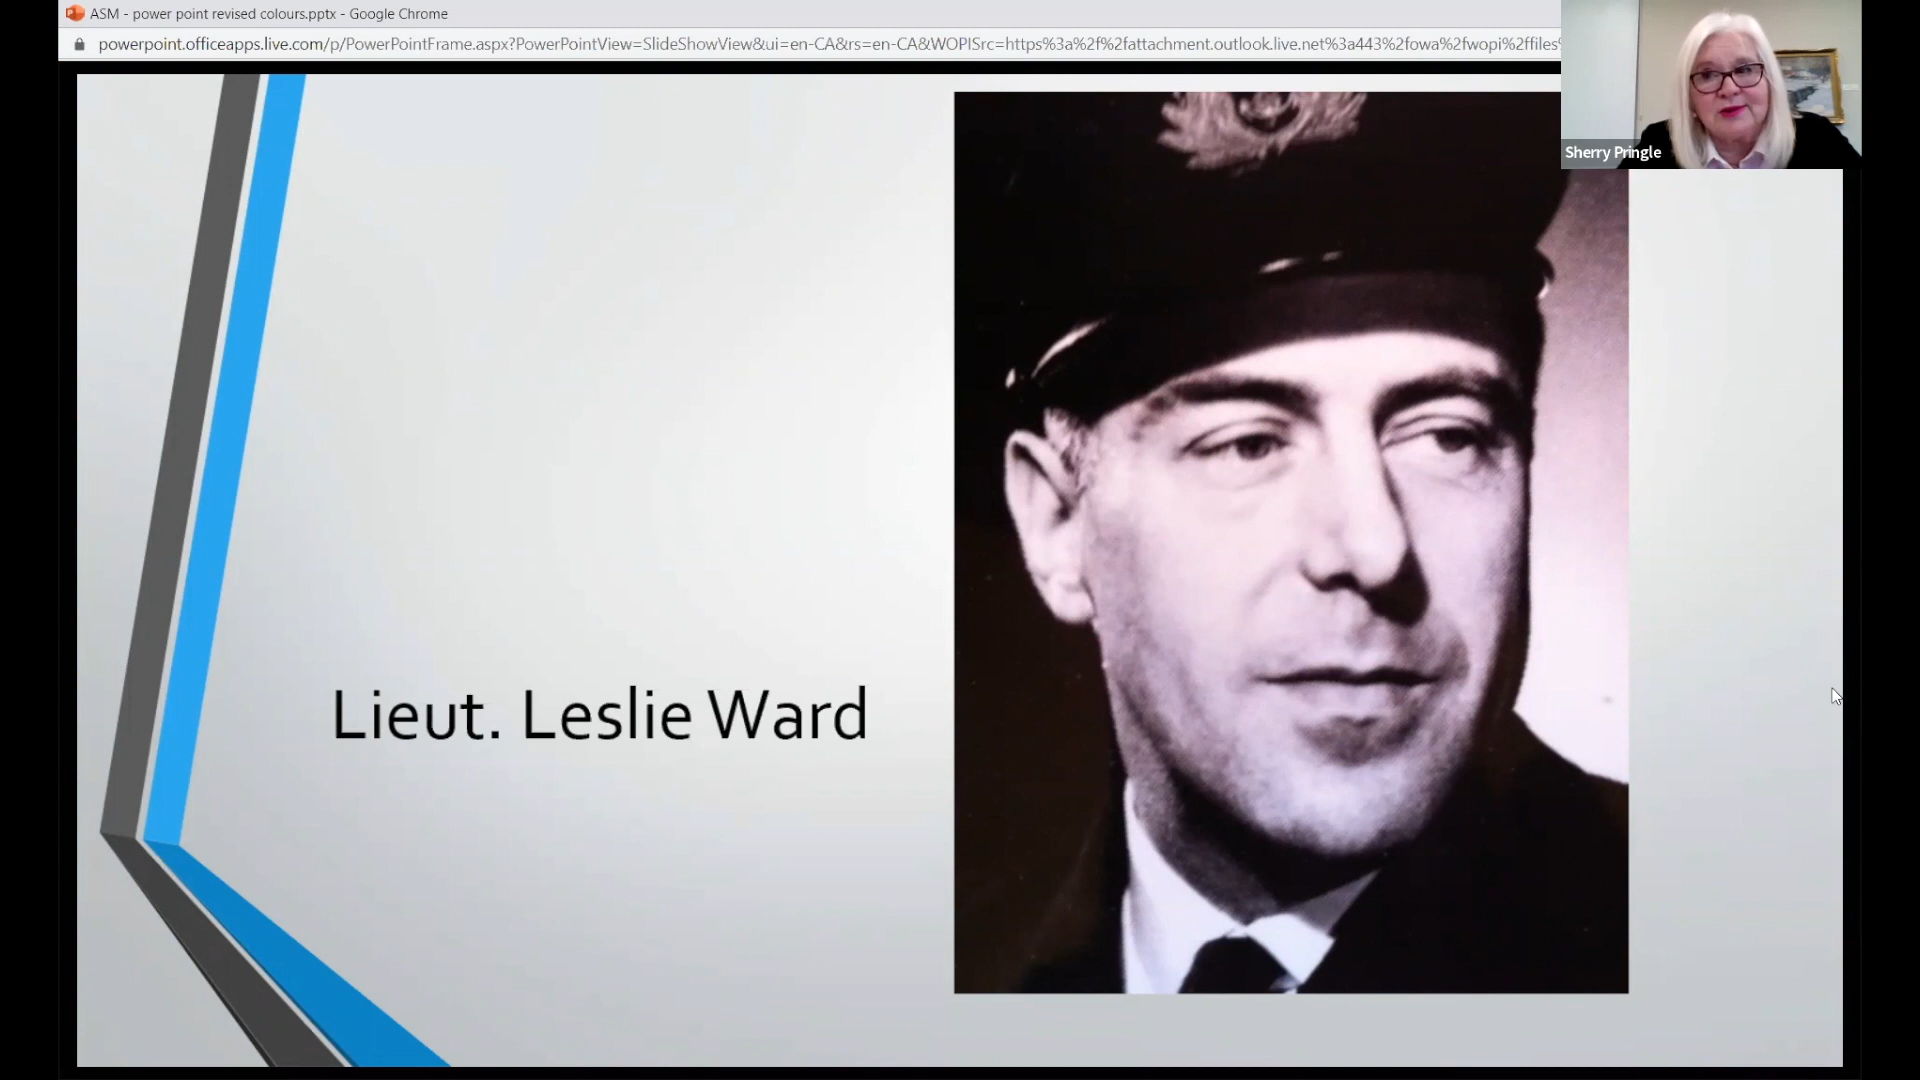 ASM - power point revised colours.pptx - Google Chrome
powerpoint.officeapps.live.com/p/PowerPointFrame.aspx?PowerPointView=SlideShowView&ui=en-CA&rs=en-CA&WOPISrc=https%3a%2f%2fattachment.outlook.live.net%3a443%2fowa%2fwopi%2ffiles%
Sherry Pringle
Lieut. Leslie Ward